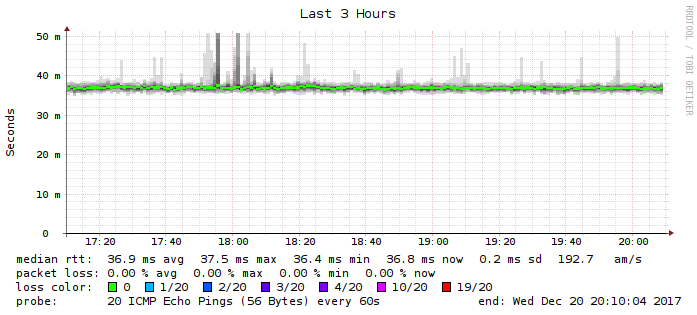 Last 3 Hours
RRDTOOL / TOBI OETIKER
Seconds
50 m
40 m
30 m
20 m
10 m
0
17:20 17:40 18:00 18:20 18:40 19:00 19:20 19:40 20:00
median rtt: 36.9 ms avg 37.5 ms max 36.4 ms min 36.8 ms now 0.2 ms sd 192.7 am/s
packet loss: 0.00 % avg 0.00 % max 0.00 % min 0.00 % now
loss color: 0 1/20 2/20 3/20 4/20 10/20 19/20
probe: 20 ICMP Echo Pings (56 Bytes) every 60s end: Wed Dec 20 20:10:04 2017